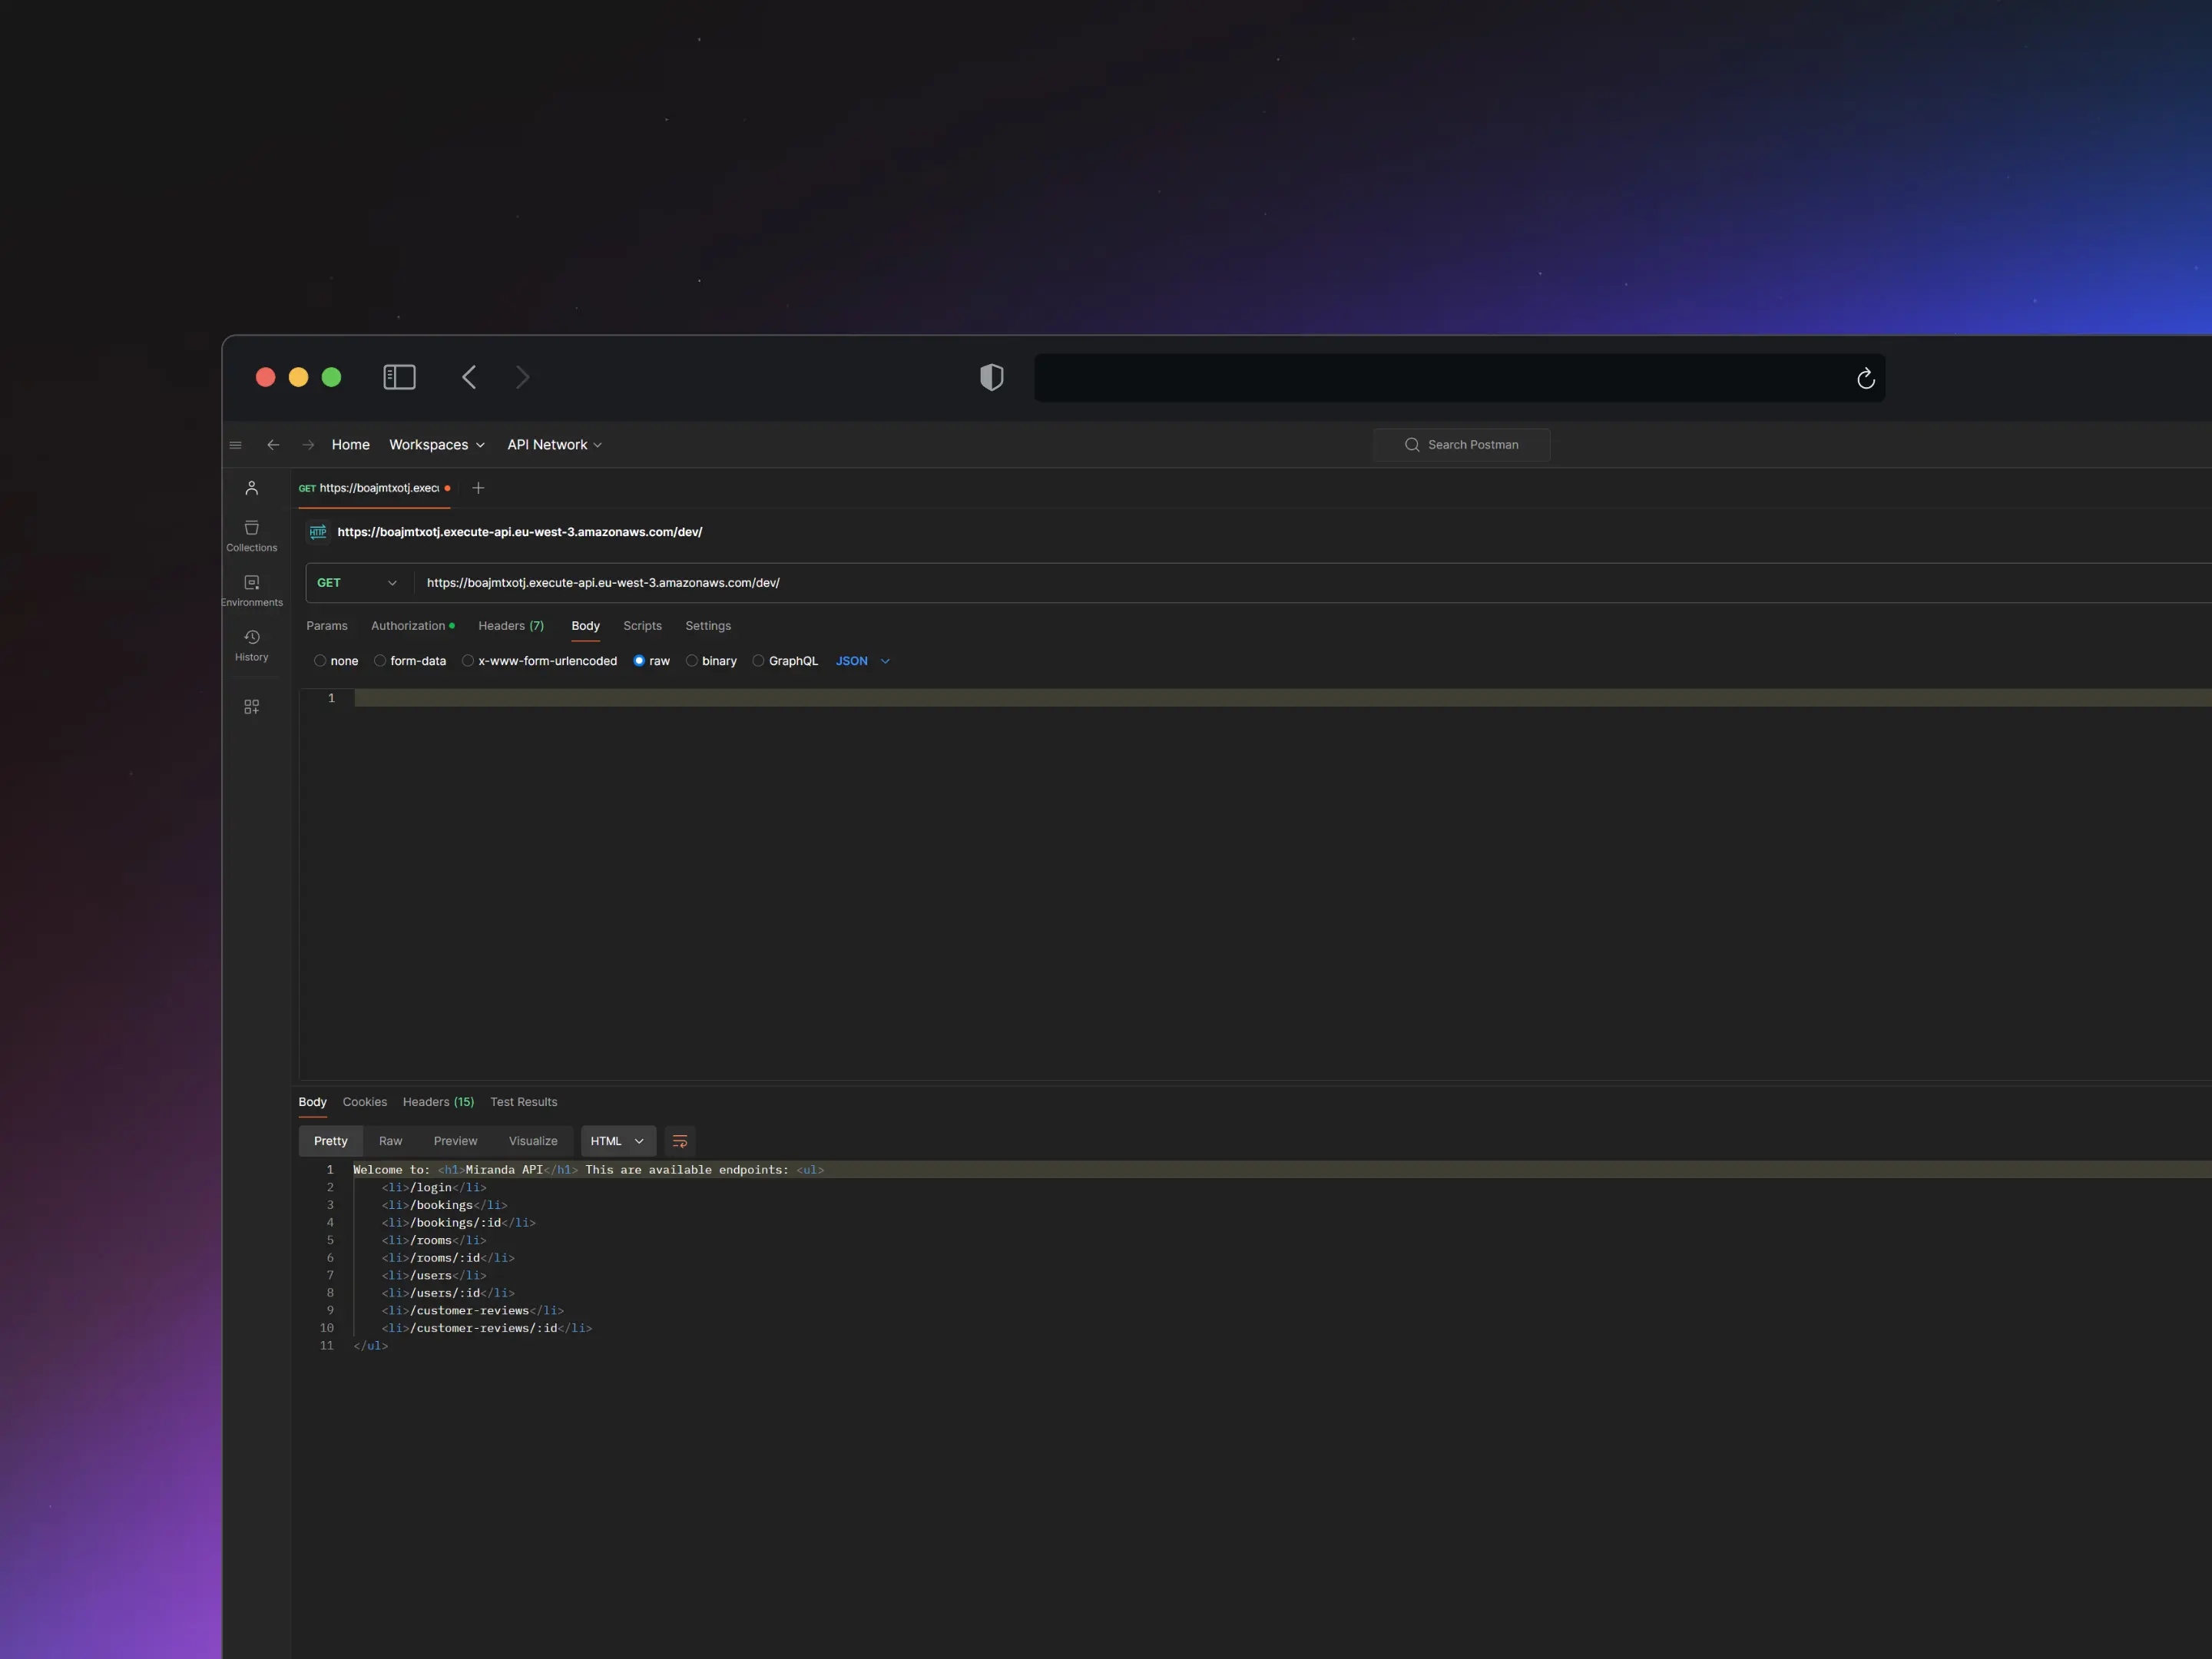 Home Workspaces API Network Search Postman
GET https://boajmtxotj.execu
https://boajmtxotj.execute-api.eu-west-3.amazonaws.com/dev/
HTTP
Collections
Environments
History
GET https://boajmtxotj.execute-api.eu-west-3.amazonaws.com/dev/
Params Authorization Headers (7) Body Scripts Settings
none form-data x-www-form-urlencoded raw binary GraphQL JSON
1
Body Cookies Headers (15) Test Results
Pretty Raw Preview Visualize HTML
1 Welcome to: <h1>Miranda API</h1> This are available endpoints: <ul>
2 <li>/login</li>
3 <li>/bookings</li>
4 <li>/bookings/:id</li>
5 <li>/rooms</li>
6 <li>/rooms/:id</li>
7 <li>/users</li>
8 <li>/users/:id</li>
9 <li>/customer-reviews</li>
10 <li>/customer-reviews/:id</li>
11 </ul>